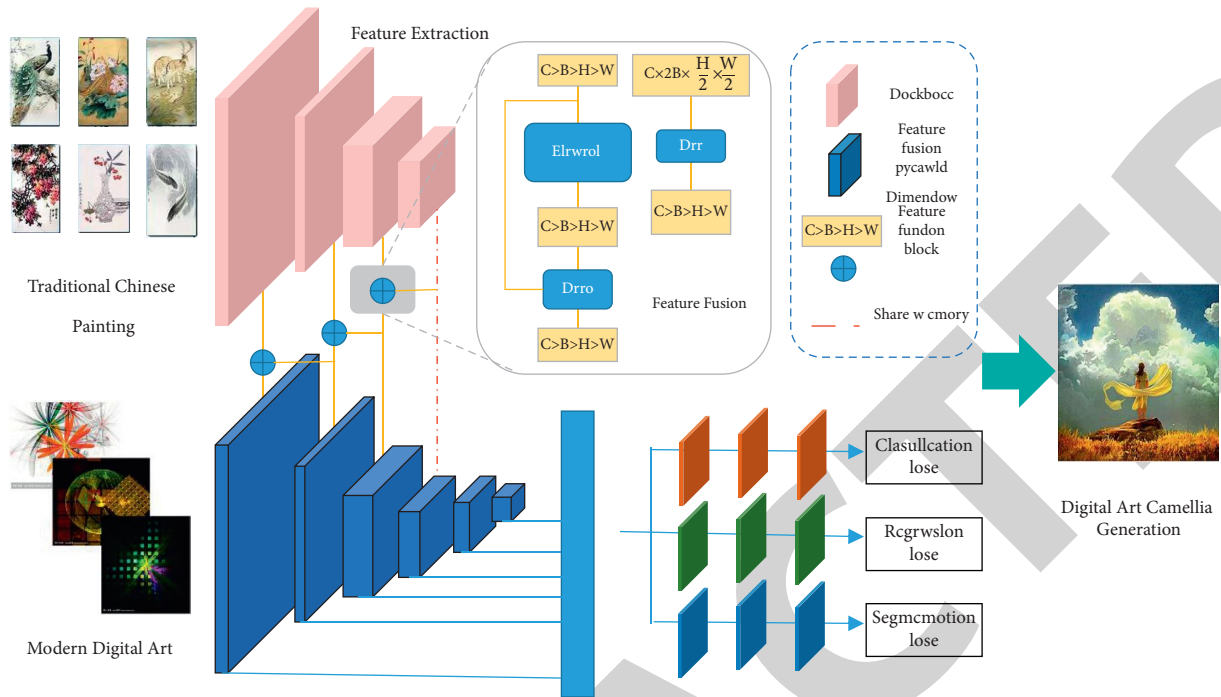 Feature Extraction
Traditional Chinese
Painting
Modern Digital Art
C>B>H>W
Elrwrol
C>B>H>W
Drro
C>B>H>W
C×2B× H/2 × W/2
Drr
C>B>H>W
Feature Fusion
Dockbocc
Feature
fusion
pycawld
Dimendow
C>B>H>W
Feature
fundon
block
Share w cmory
Clasullcation
lose
Rcgrwslon
lose
Segmcmotion
lose
Digital Art Camellia
Generation